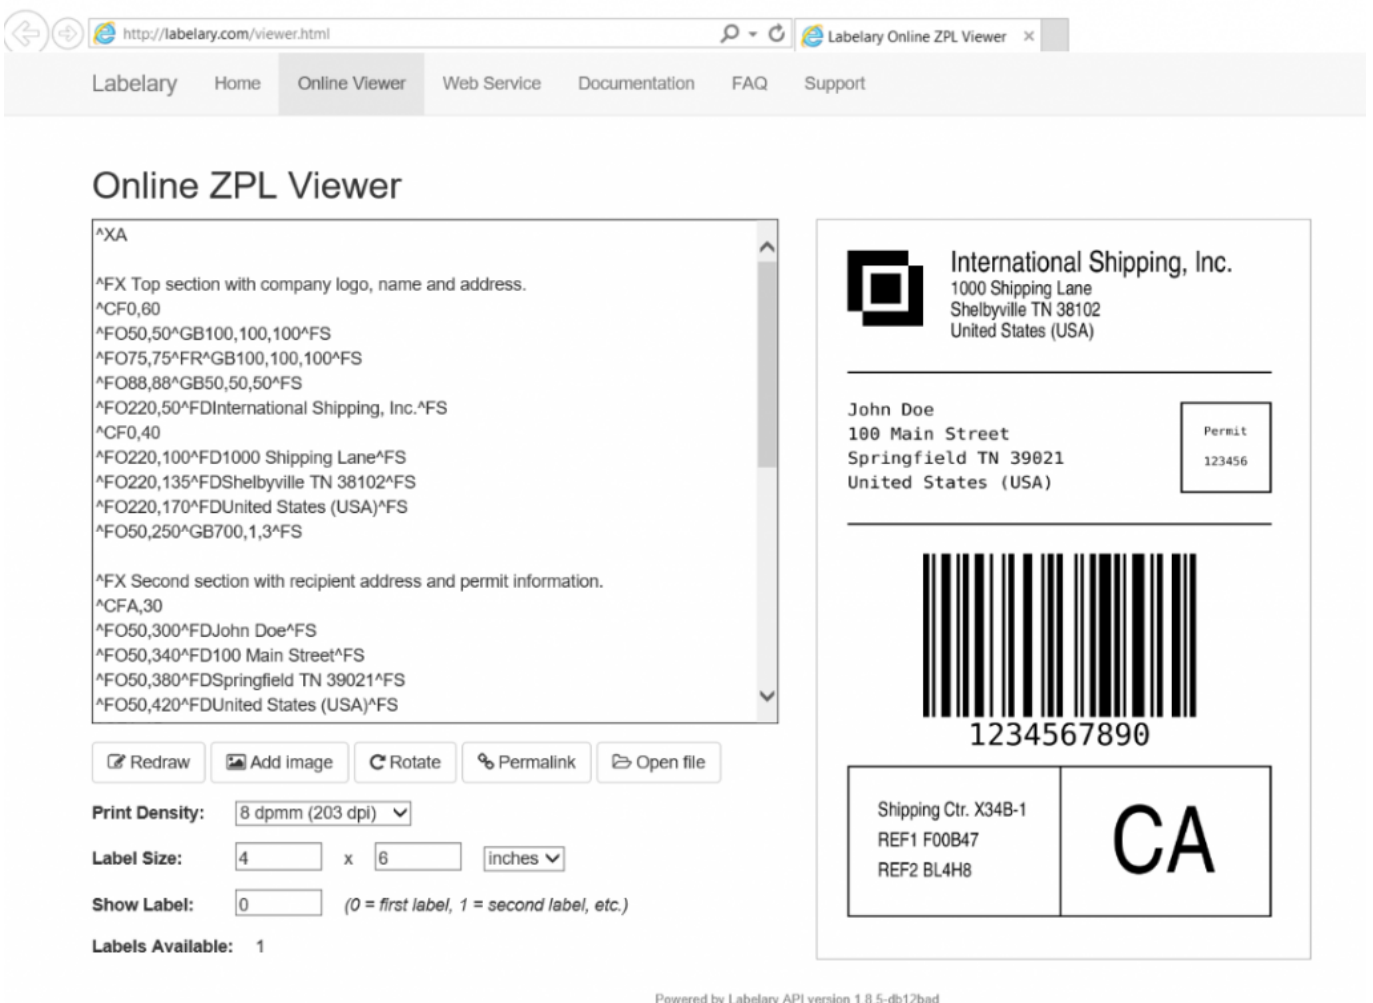 http://labelary.com/viewer.html
Labelary Online ZPL Viewer
Labelary Home Online Viewer Web Service Documentation FAQ Support
Online ZPL Viewer
^XA
^FX Top section with company logo, name and address.
^CF0,60
^FO50,50^GB100,100,100^FS
^FO75,75^FR^GB100,100,100^FS
^FO88,88^GB50,50,50^FS
^FO220,50^FDInternational Shipping, Inc.^FS
^CF0,40
^FO220,100^FD1000 Shipping Lane^FS
^FO220,135^FDShelbyville TN 38102^FS
^FO220,170^FDUnited States (USA)^FS
^FO50,250^GB700,1,3^FS
^FX Second section with recipient address and permit information.
^CFA,30
^FO50,300^FDJohn Doe^FS
^FO50,340^FD100 Main Street^FS
^FO50,380^FDSpringfield TN 39021^FS
^FO50,420^FDUnited States (USA)^FS
Redraw Add image Rotate Permalink Open file
Print Density: 8 dpmm (203 dpi)
Label Size: 4 x 6 inches
Show Label: 0 (0 = first label, 1 = second label, etc.)
Labels Available: 1
International Shipping, Inc.
1000 Shipping Lane
Shelbyville TN 38102
United States (USA)
John Doe
100 Main Street
Springfield TN 39021
United States (USA)
Permit
123456
1234567890
Shipping Ctr. X34B-1
REF1 F00B47
REF2 BL4H8
CA
Powered by Labelary API version 1.8.5-db12bad